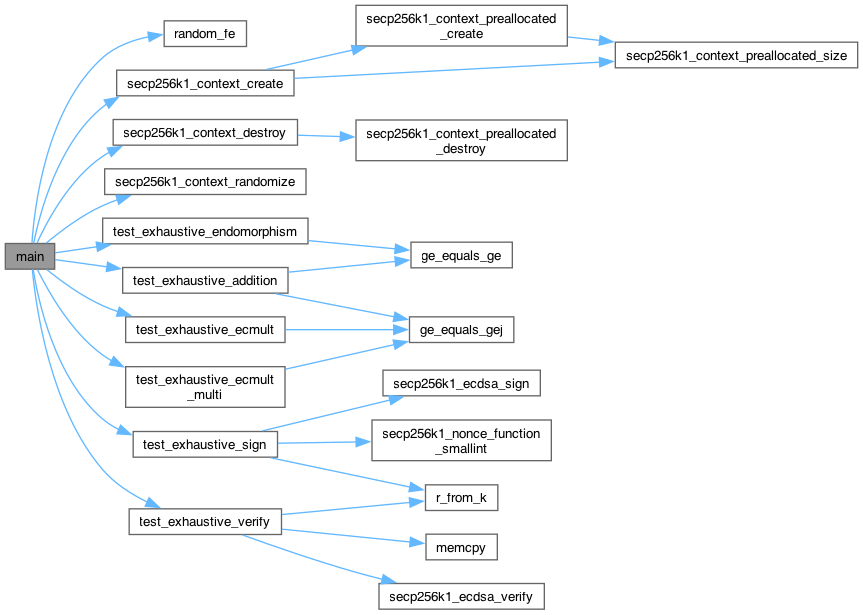 main
random_fe
secp256k1_context_create
secp256k1_context_preallocated
_create
secp256k1_context_preallocated_size
secp256k1_context_destroy
secp256k1_context_preallocated
_destroy
secp256k1_context_randomize
test_exhaustive_endomorphism
ge_equals_ge
test_exhaustive_addition
ge_equals_gej
test_exhaustive_ecmult
test_exhaustive_ecmult
_multi
test_exhaustive_sign
secp256k1_ecdsa_sign
secp256k1_nonce_function
_smallint
r_from_k
test_exhaustive_verify
memcpy
secp256k1_ecdsa_verify